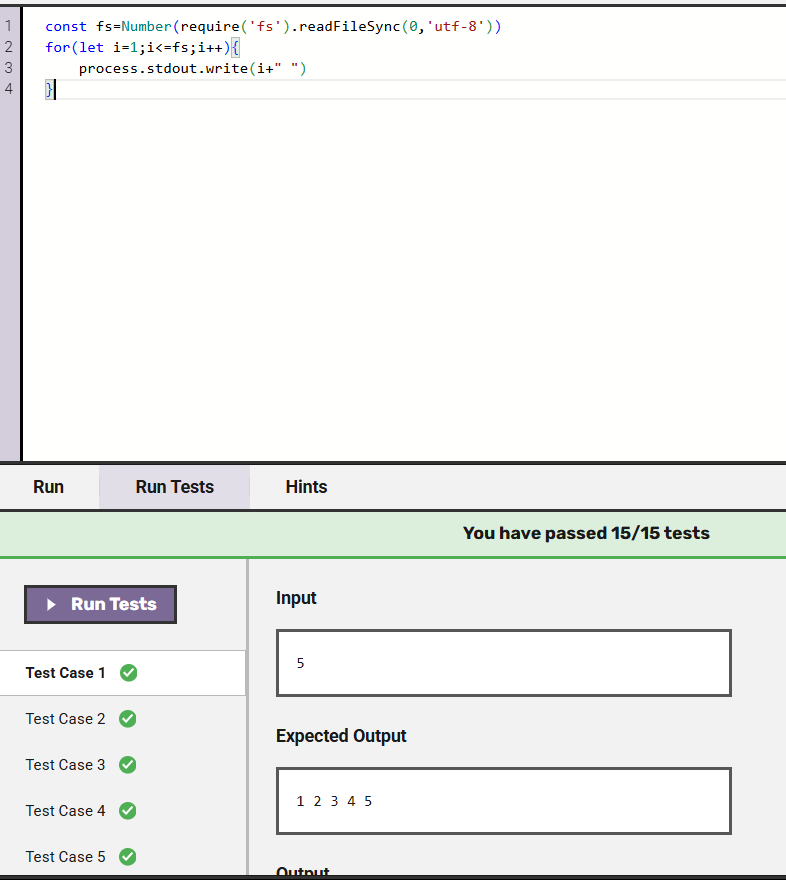 1 const fs=Number(require('fs').readFileSync(0,'utf-8'))
2 for(let i=1;i<=fs;i++){
3     process.stdout.write(i+" ")
4 }
Run Run Tests Hints
You have passed 15/15 tests
Run Tests
Test Case 1
Test Case 2
Test Case 3
Test Case 4
Test Case 5
Input
5
Expected Output
1 2 3 4 5
Output